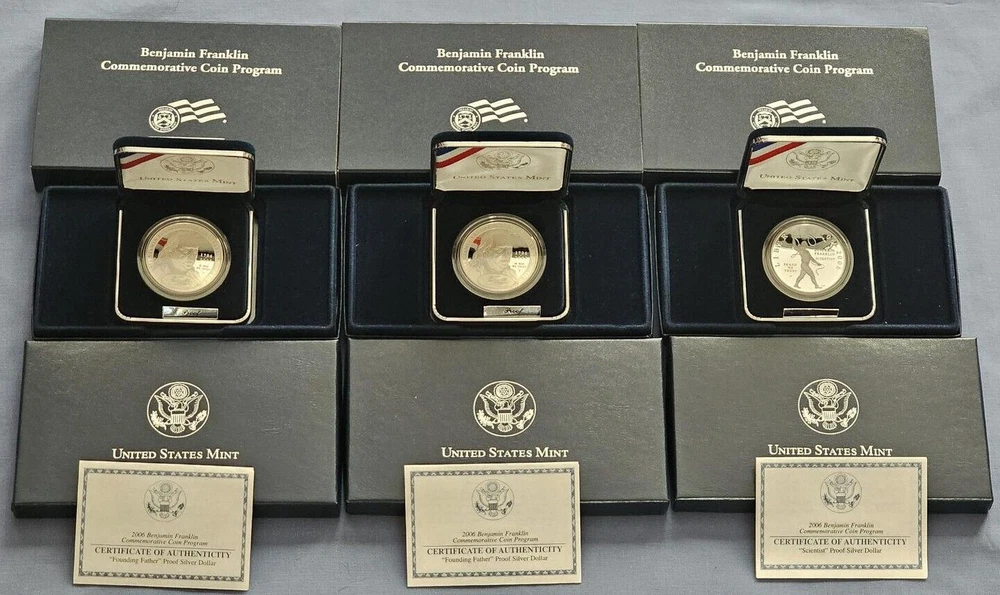 Benjamin Franklin
Commemorative Coin Program
Benjamin Franklin
Commemorative Coin Program
Benjamin Franklin
Commemorative Coin Program
UNITED STATES MINT
UNITED STATES MINT
UNITED STATES MINT
Proof
Proof
UNITED STATES MINT
UNITED STATES MINT
UNITED STATES MINT
2006 Benjamin Franklin
Commemorative Coin Program
CERTIFICATE OF AUTHENTICITY
"Founding Father" Proof Silver Dollar
2006 Benjamin Franklin
Commemorative Coin Program
CERTIFICATE OF AUTHENTICITY
"Founding Father" Proof Silver Dollar
2006 Benjamin Franklin
Commemorative Coin Program
CERTIFICATE OF AUTHENTICITY
"Scientist" Proof Silver Dollar